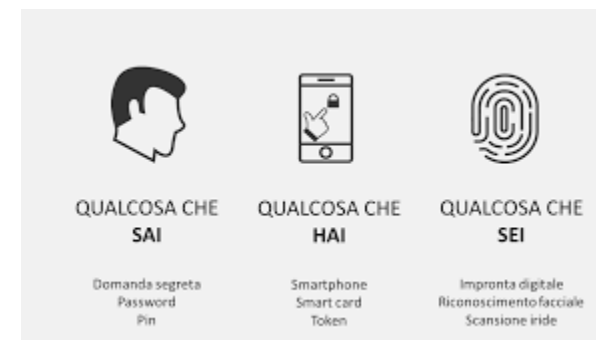 QUALCOSA CHE
SAI
Domanda segreta
Password
Pin
QUALCOSA CHE
HAI
Smartphone
Smart card
Token
QUALCOSA CHE
SEI
Impronta digitale
Riconoscimento facciale
Scansione iride